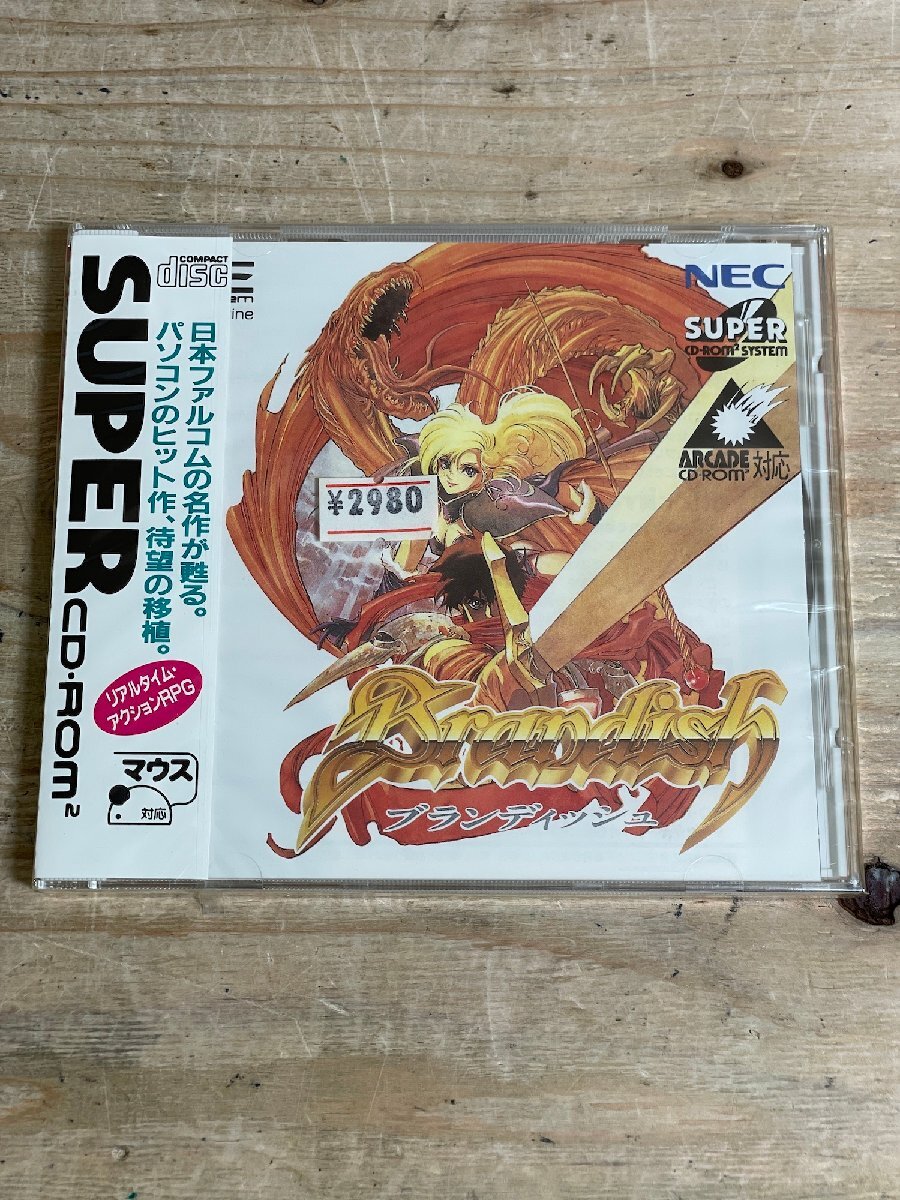 SUPER CD-ROM²
COMPACT
disc
日本ファルコムの名作が甦る。
パソコンのヒット作、待望の移植。
リアルタイム・
アクションRPG
マウス
対応
NEC
SUPER
CD-ROM² SYSTEM
ARCADE
CD-ROM²
対応
¥2980
Brandish
ブランディッシュ